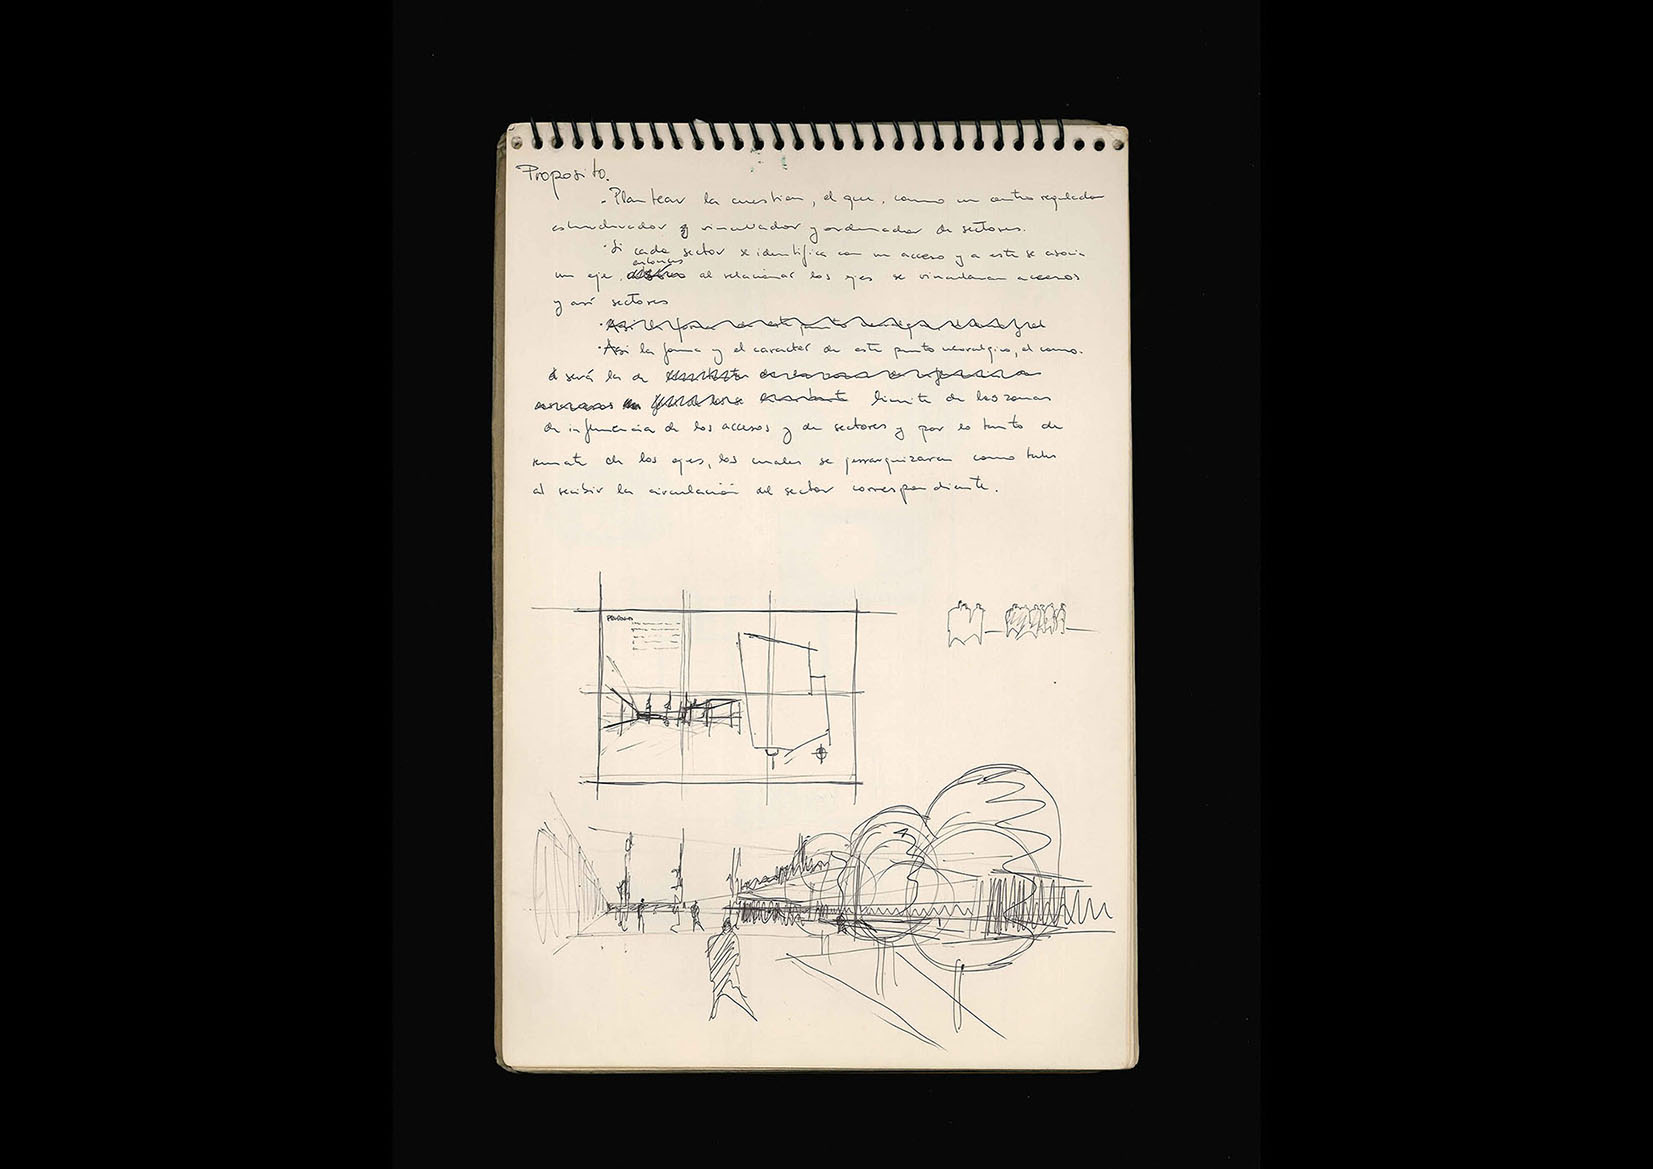 Proposito.
. Plantear la cuestion, el que, como un centro regulador
estructurador y vinculador y ordenador de sectores.
· Si cada sector se identifica con un acceso y a este se asocia
entonces
un eje, al relacionar los ejes se vincularan accesos
y así sectores
· Asi la forma y el caracter de este punto neuralgico, el como.
será la de
limite de las zonas
de influencia de los accesos y de sectores y por lo tanto de
remate de los ejes, los cuales se jerarquizaran como tales
al recibir la circulación del sector correspondiente.